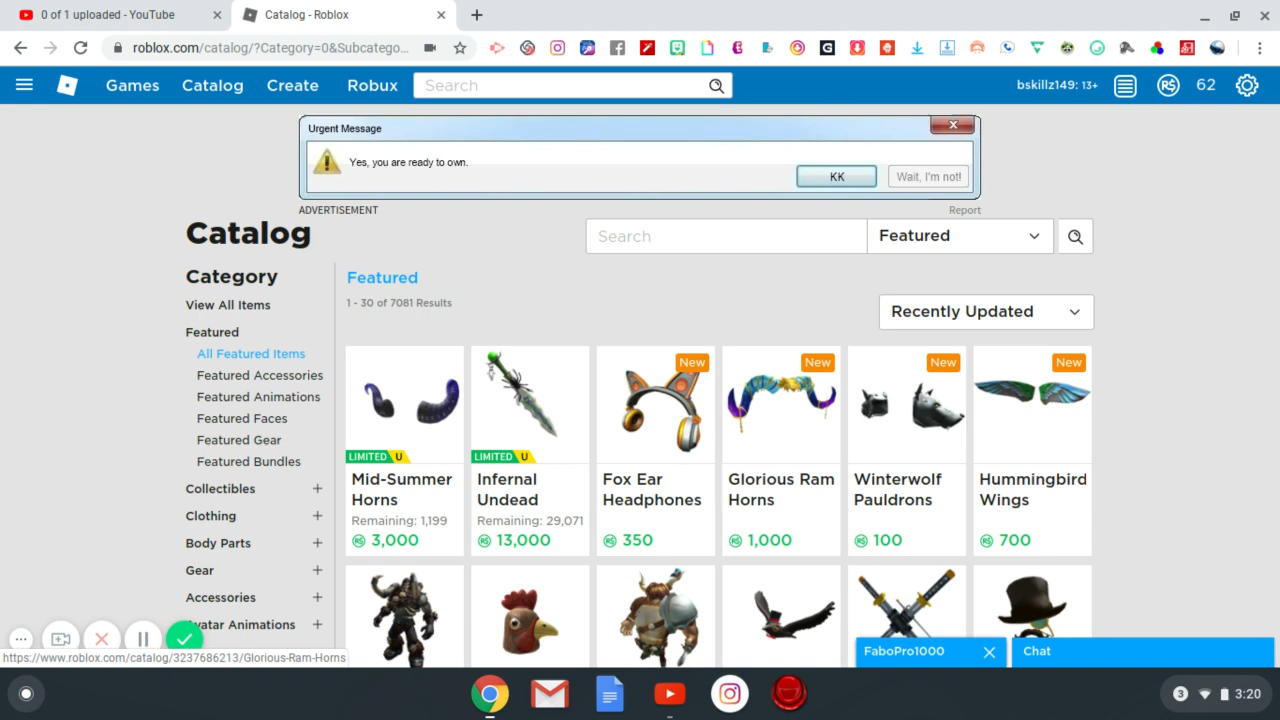 0 of 1 uploaded - YouTube
Catalog - Roblox
roblox.com/catalog/?Category=0&Subcatego...
Games
Catalog
Create
Robux
Search
bskillz149: 13+
R$
62
Urgent Message
Yes, you are ready to own.
KK
Wait, I'm not!
ADVERTISEMENT
Report
Catalog
Search
Featured
Category
View All Items
Featured
All Featured Items
Featured Accessories
Featured Animations
Featured Faces
Featured Gear
Featured Bundles
Collectibles +
Clothing +
Body Parts +
Gear +
Accessories +
Avatar Animations +
Featured
1 - 30 of 7081 Results
Recently Updated
New
New
New
New
LIMITED U
LIMITED U
Mid-Summer
Horns
Remaining: 1,199
R$ 3,000
Infernal
Undead
Remaining: 29,071
R$ 13,000
Fox Ear
Headphones
R$ 350
Glorious Ram
Horns
R$ 1,000
Winterwolf
Pauldrons
R$ 100
Hummingbird
Wings
R$ 700
FaboPro1000
Chat
https://www.roblox.com/catalog/3237686213/Glorious-Ram-Horns
3
3:20